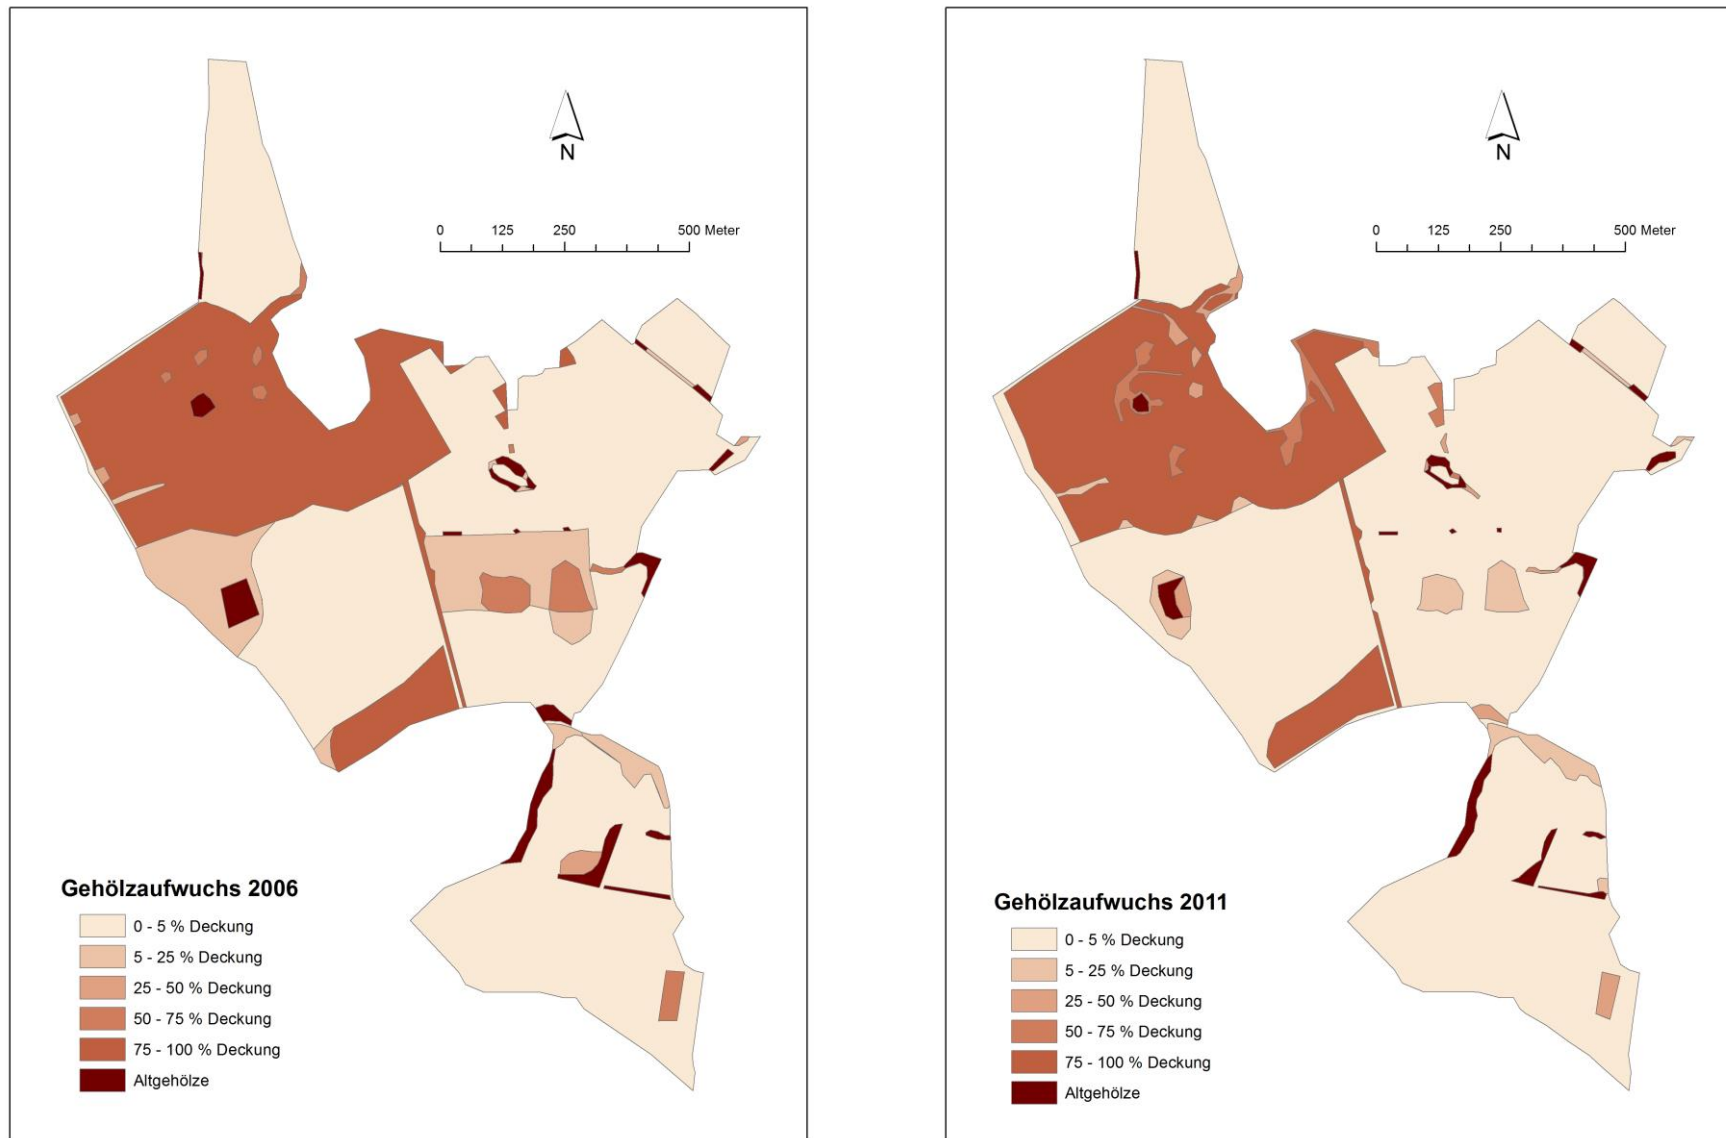 N
0 125 250 500 Meter
Gehölzaufwuchs 2006
0 - 5 % Deckung
5 - 25 % Deckung
25 - 50 % Deckung
50 - 75 % Deckung
75 - 100 % Deckung
Altgehölze
N
0 125 250 500 Meter
Gehölzaufwuchs 2011
0 - 5 % Deckung
5 - 25 % Deckung
25 - 50 % Deckung
50 - 75 % Deckung
75 - 100 % Deckung
Altgehölze